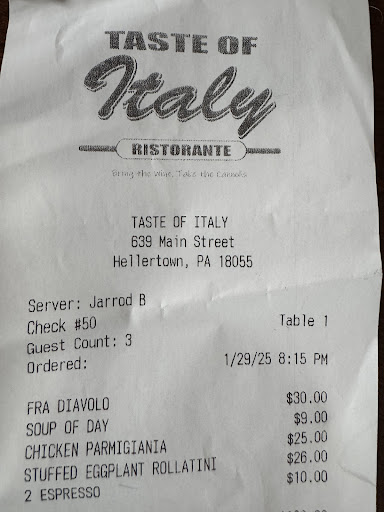 TASTE OF
Italy
RISTORANTE
Bring the Wine, Take the Cannolis
TASTE OF ITALY
639 Main Street
Hellertown, PA 18055
Server: Jarrod B
Check #50 Table 1
Guest Count: 3
Ordered: 1/29/25 8:15 PM
FRA DIAVOLO $30.00
SOUP OF DAY $9.00
CHICKEN PARMIGIANIA $25.00
STUFFED EGGPLANT ROLLATINI $26.00
2 ESPRESSO $10.00